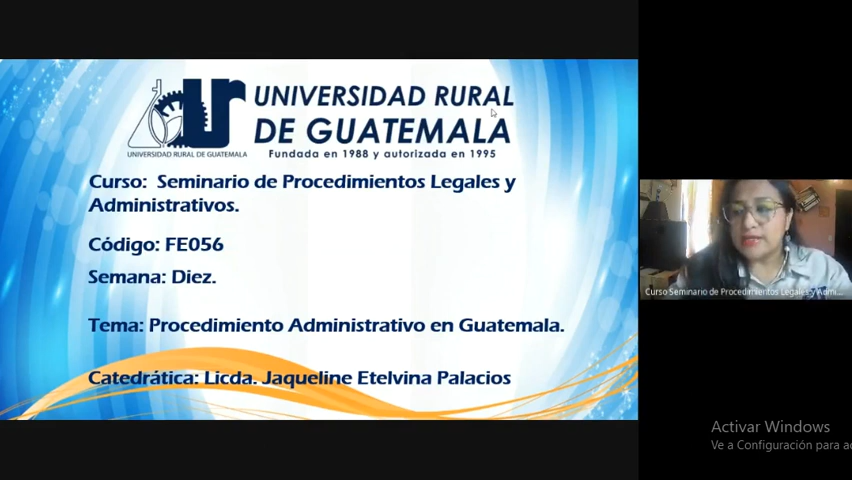 UNIVERSIDAD RURAL
DE GUATEMALA
Fundada en 1988 y autorizada en 1995
UNIVERSIDAD RURAL DE GUATEMALA
Curso: Seminario de Procedimientos Legales y
Administrativos.
Código: FE056
Semana: Diez.
Tema: Procedimiento Administrativo en Guatemala.
Catedrática: Licda. Jaqueline Etelvina Palacios
Curso Seminario de Procedimientos Legales y Admi...
Activar Windows
Ve a Configuración para